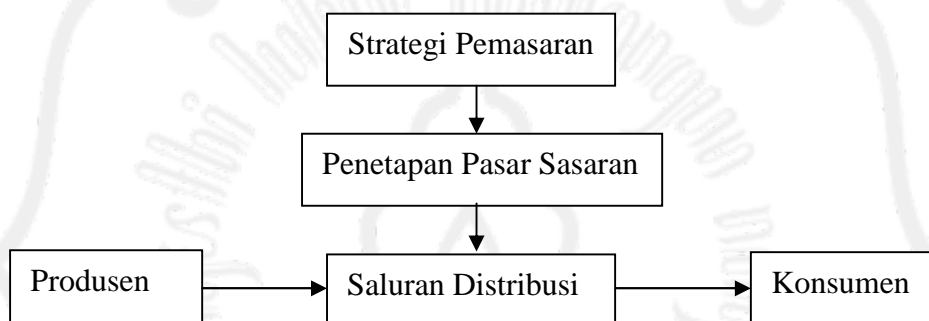 Strategi Pemasaran
Penetapan Pasar Sasaran
Produsen
Saluran Distribusi
Konsumen